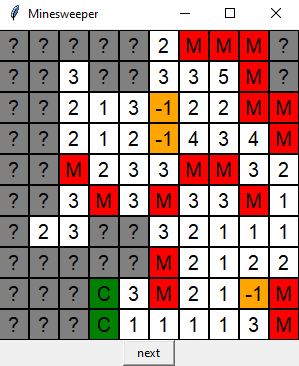 Minesweeper
? ? ? ? ? 2 M M M ?
? ? 3 ? ? 3 3 5 M ?
? ? 2 1 3 -1 2 2 M M
? ? 2 1 2 -1 4 3 4 M
? ? M 2 3 3 M M 3 2
? ? 3 M 3 M 3 3 M 1
? 2 3 ? ? 3 2 1 1 1
? ? ? ? ? M 2 1 2 2
? ? ? C 3 M 2 1 -1 M
? ? ? C 1 1 1 1 3 M
next